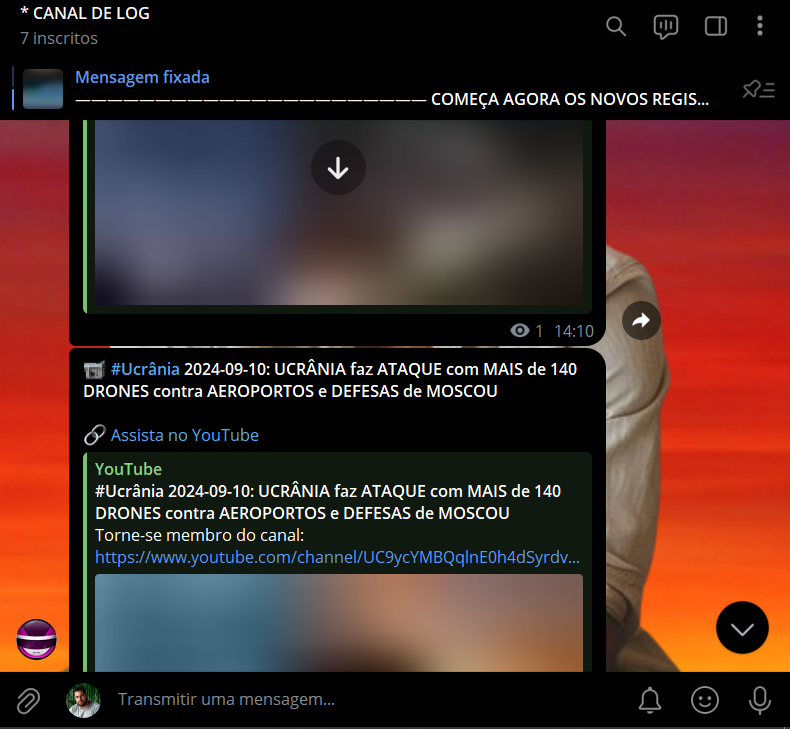 * CANAL DE LOG
7 inscritos
Mensagem fixada
—————————————————————— COMEÇA AGORA OS NOVOS REGIS...
1 14:10
#Ucrânia 2024-09-10: UCRÂNIA faz ATAQUE com MAIS de 140
DRONES contra AEROPORTOS e DEFESAS de MOSCOU
Assista no YouTube
YouTube
#Ucrânia 2024-09-10: UCRÂNIA faz ATAQUE com MAIS de 140
DRONES contra AEROPORTOS e DEFESAS de MOSCOU
Torne-se membro do canal:
https://www.youtube.com/channel/UC9ycYMBQqlnE0h4dSyrdv...
Transmitir uma mensagem...